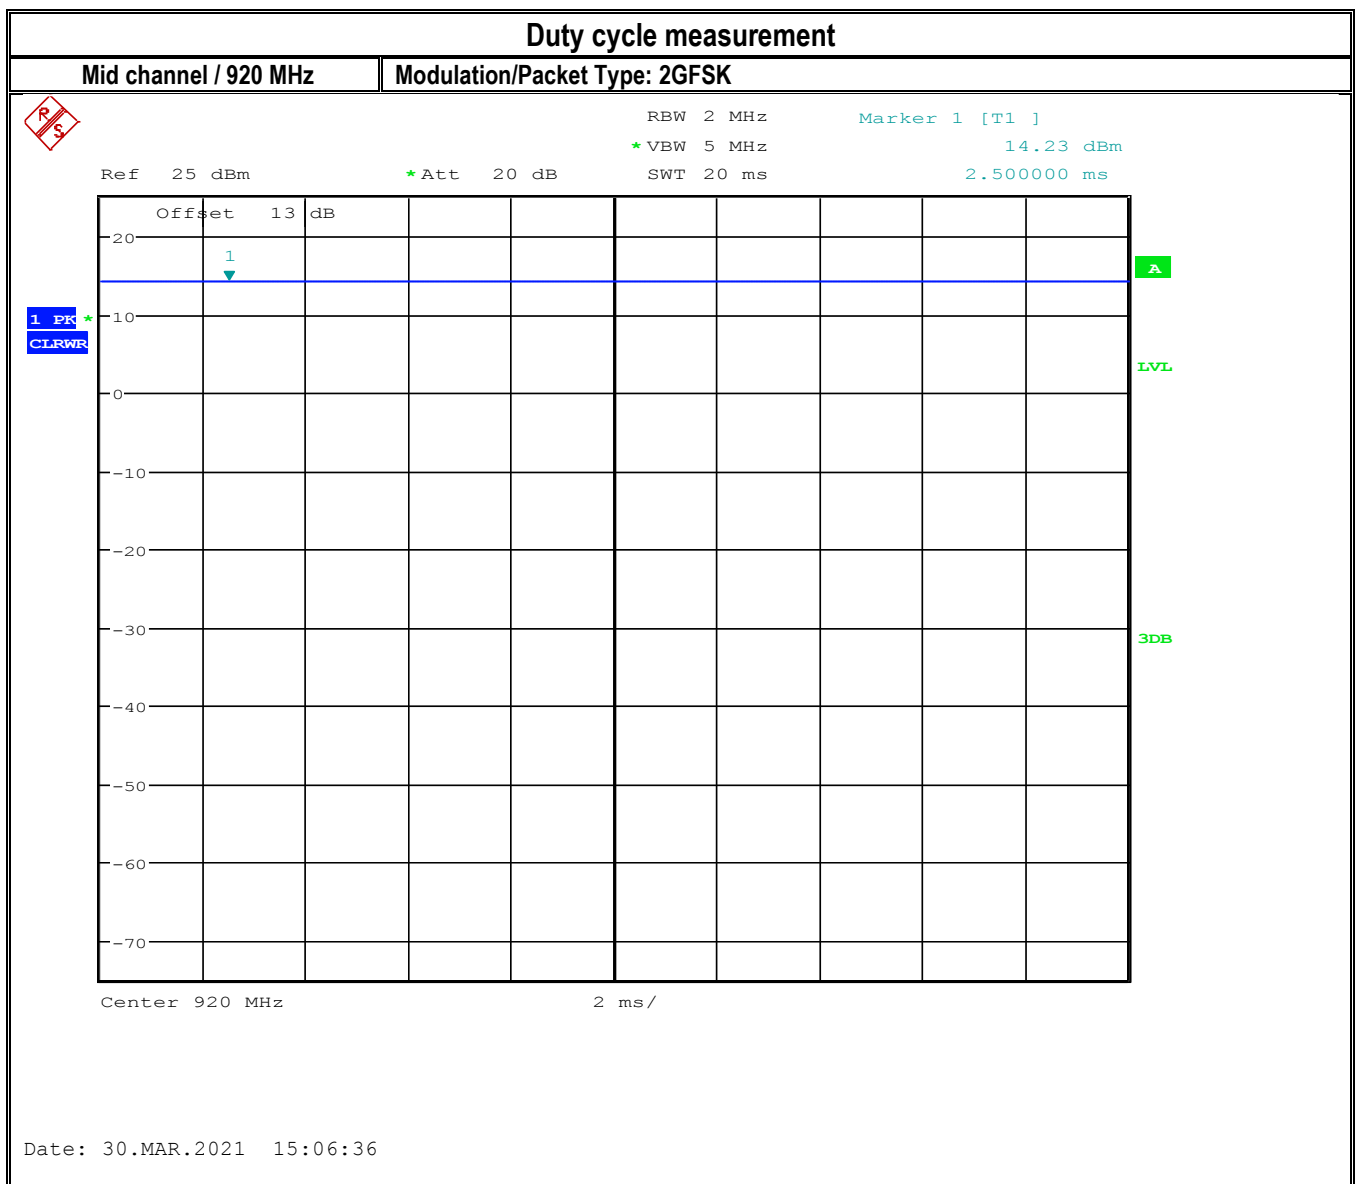 Duty cycle measurement
Mid channel / 920 MHz Modulation/Packet Type: 2GFSK
R S
RBW 2 MHz Marker 1 [T1 ]
*VBW 5 MHz 14.23 dBm
Ref 25 dBm *Att 20 dB SWT 20 ms 2.500000 ms
Offset 13 dB
20
1
A
1 PK *
10
CLRWR
LVL
0
-10
-20
-30
3DB
-40
-50
-60
-70
Center 920 MHz 2 ms/
Date: 30.MAR.2021 15:06:36